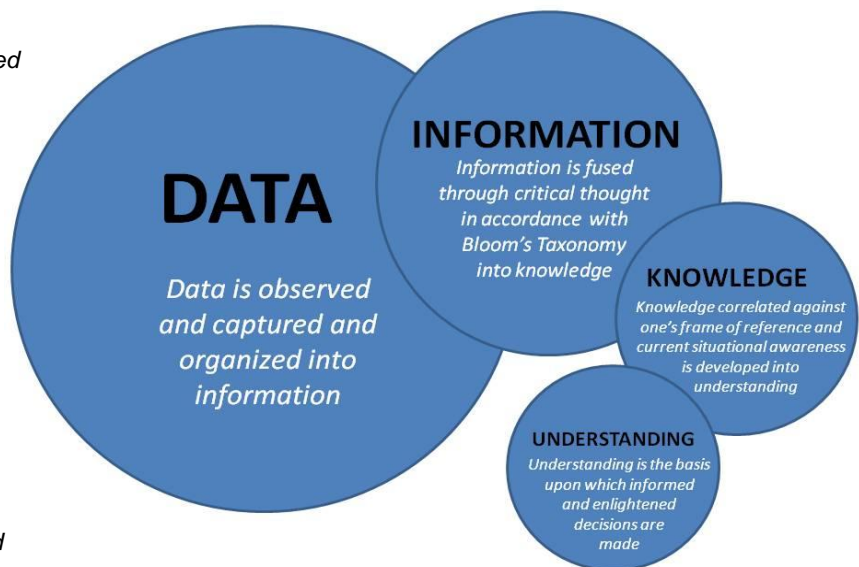 ed
DATA
Data is observed
and captured and
organized into
information
INFORMATION
Information is fused
through critical thought
in accordance with
Bloom's Taxonomy
into knowledge
KNOWLEDGE
Knowledge correlated against
one's frame of reference and
current situational awareness
is developed into
understanding
UNDERSTANDING
Understanding is the basis
upon which informed
and enlightened
decisions are
made